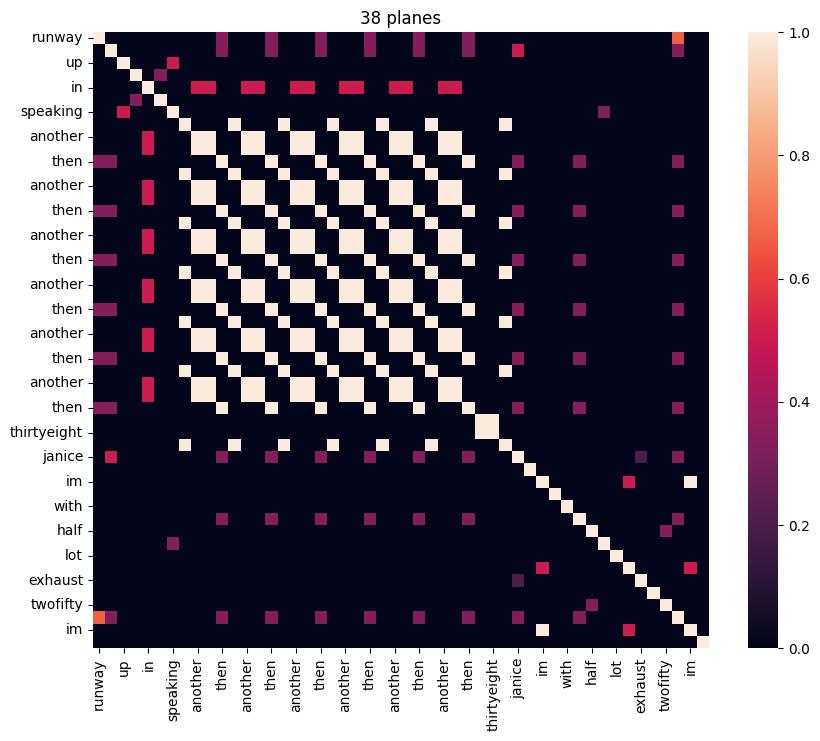 38 planes
runway
up
in
speaking
another
then
another
then
another
then
another
then
another
then
another
then
thirtyeight
janice
im
with
half
lot
exhaust
twofifty
im
1.0
0.8
0.6
0.4
0.2
0.0
runway
up
in
speaking
another
then
another
then
another
then
another
then
another
then
another
then
thirtyeight
janice
im
with
half
lot
exhaust
twofifty
im